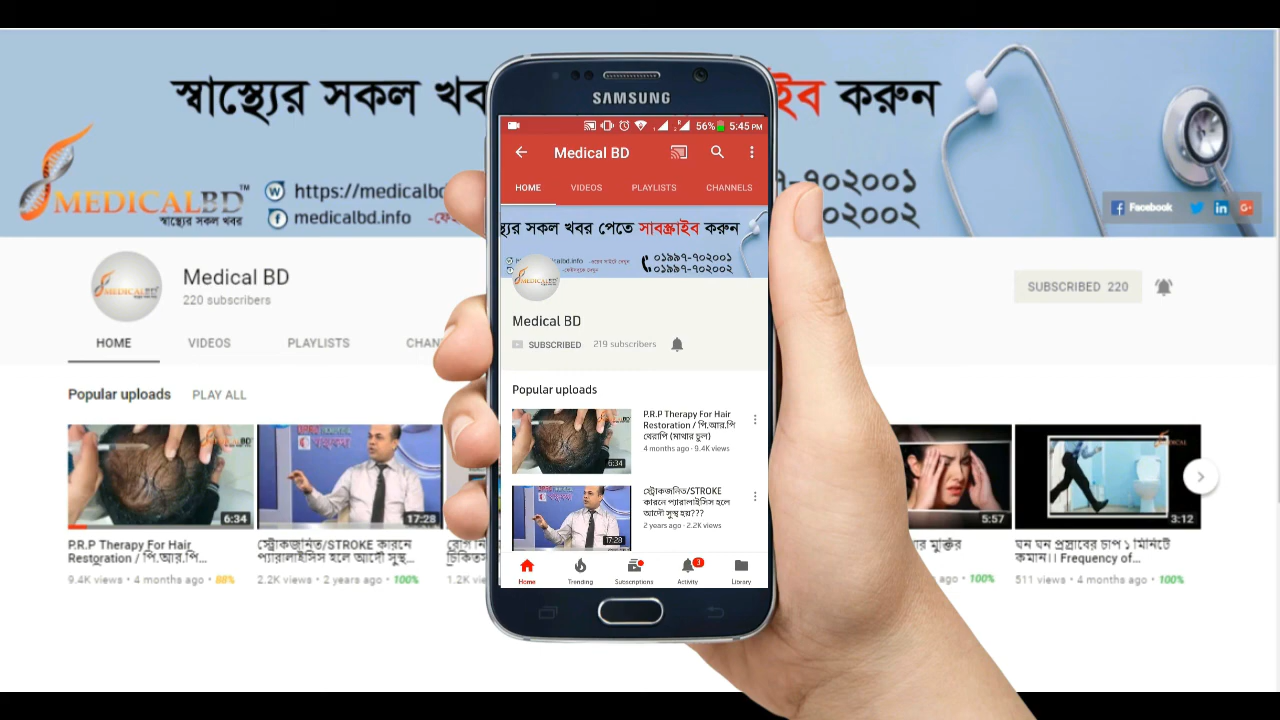 স্বাস্থ্যের সকল খব
ইব করুন
MEDICALBD™
স্বাস্থ্যের সকল খবর
https://medicalbd
medicalbd.info
-৭০২০০১
০২০০২
Facebook
Medical BD
220 subscribers
SUBSCRIBED 220
HOME
VIDEOS
PLAYLISTS
CHAN
Popular uploads
PLAY ALL
6:34
17:28
5:57
3:12
P.R.P Therapy For Hair
Restoration / পি.আর.পি...
9.4K views • 4 months ago • 88%
স্ট্রোকজনিত/STROKE কারনে
প্যারালাইসিস হলে আদৌ সুস্থ...
2.2K views • 2 years ago • 100%
1.2K vie
মুক্তির
ago • 100%
ঘন ঘন প্রস্রাবের চাপ ১ মিনিটে
কমান।। Frequency of...
511 views • 4 months ago • 100%
SAMSUNG
56% 5:45 PM
Medical BD
HOME
VIDEOS
PLAYLISTS
CHANNELS
স্থ্যের সকল খবর পেতে সাবস্ক্রাইব করুন
০১৯৯৭-৭০২০০১
০১৯৯৭-৭০২০০২
MEDICALBD
Medical BD
SUBSCRIBED 219 subscribers
Popular uploads
6:34
P.R.P Therapy For Hair
Restoration / পি.আর.পি
থেরাপি (মাথার চুল)
4 months ago · 9.4K views
17:28
স্ট্রোকজনিত/STROKE
কারনে প্যারালাইসিস হলে
আদৌ সুস্থ হয়???
2 years ago · 2.2K views
Home
Trending
Subscriptions
3
Activity
Library